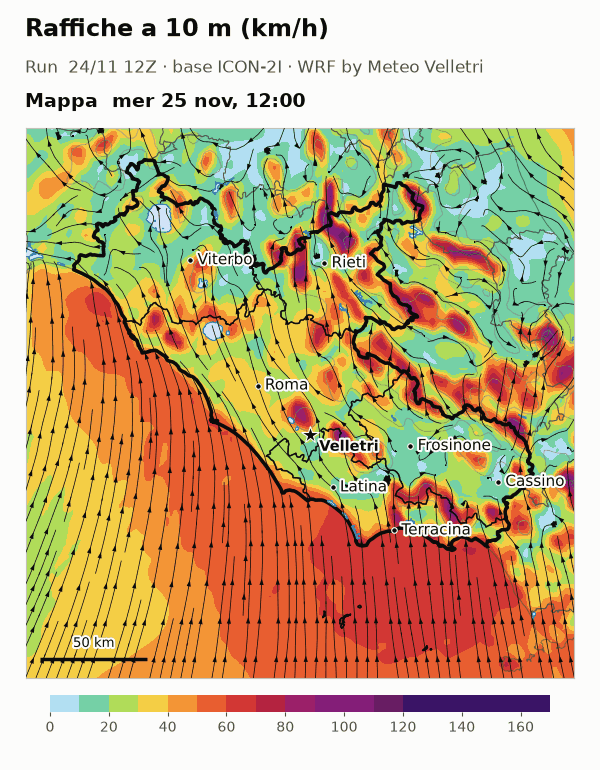 Raffiche a 10 m (km/h)
Run  24/11 12Z · base ICON-2I · WRF by Meteo Velletri
Mappa  mer 25 nov, 12:00
Viterbo
Rieti
Roma
Velletri
Frosinone
Latina
Cassino
Terracina
50 km
0 20 40 60 80 100 120 140 160